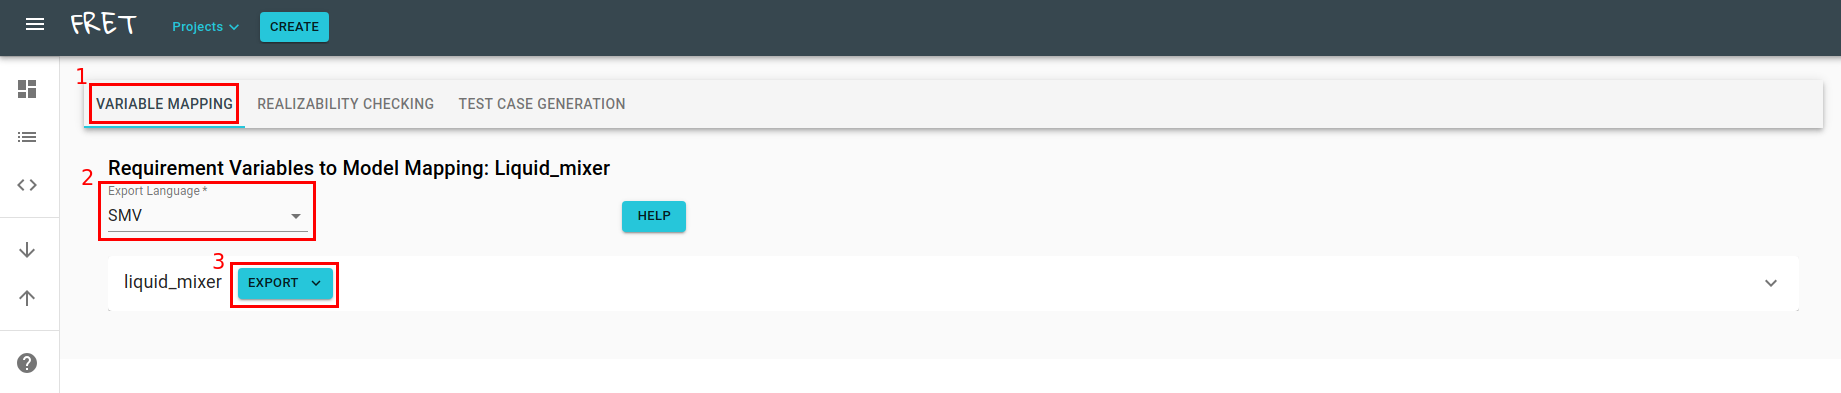 FRET Projects CREATE
1
VARIABLE MAPPING REALIZABILITY CHECKING TEST CASE GENERATION
Requirement Variables to Model Mapping: Liquid_mixer
2
Export Language *
SMV
HELP
3
liquid_mixer EXPORT
?